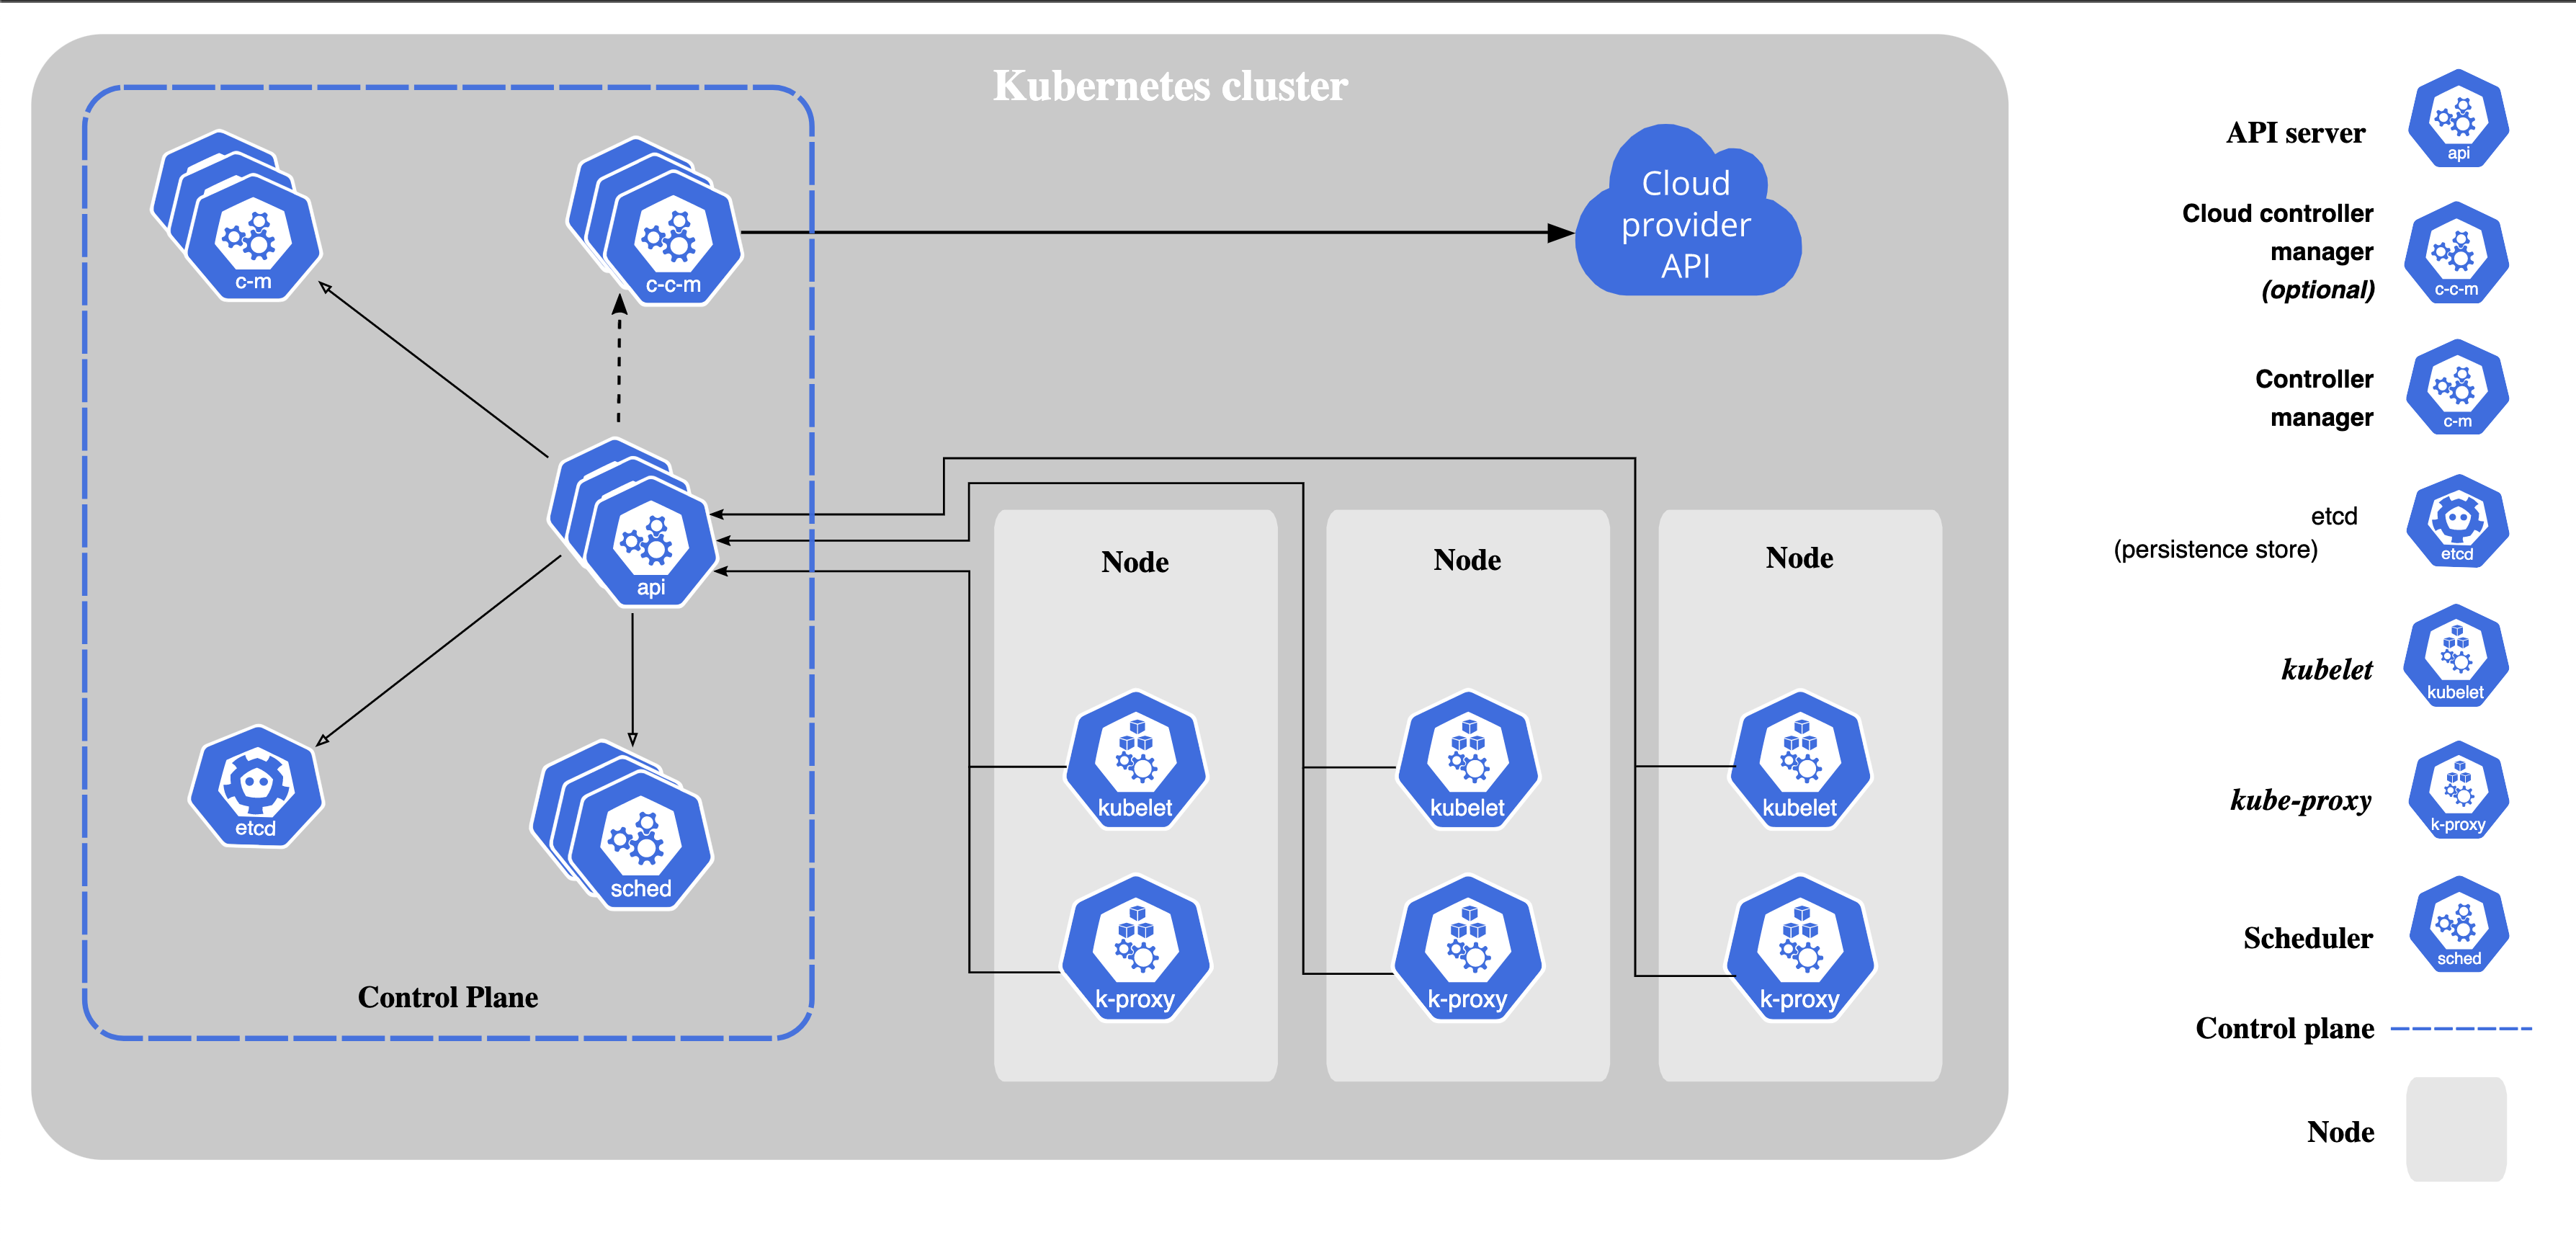 Kubernetes cluster
c-m
c-c-m
Cloud
provider
API
api
etcd
sched
Control Plane
Node
kubelet
k-proxy
Node
kubelet
k-proxy
Node
kubelet
k-proxy
API server
api
Cloud controller
manager
(optional)
c-c-m
Controller
manager
c-m
etcd
(persistence store)
etcd
kubelet
kubelet
kube-proxy
k-proxy
Scheduler
sched
Control plane
Node